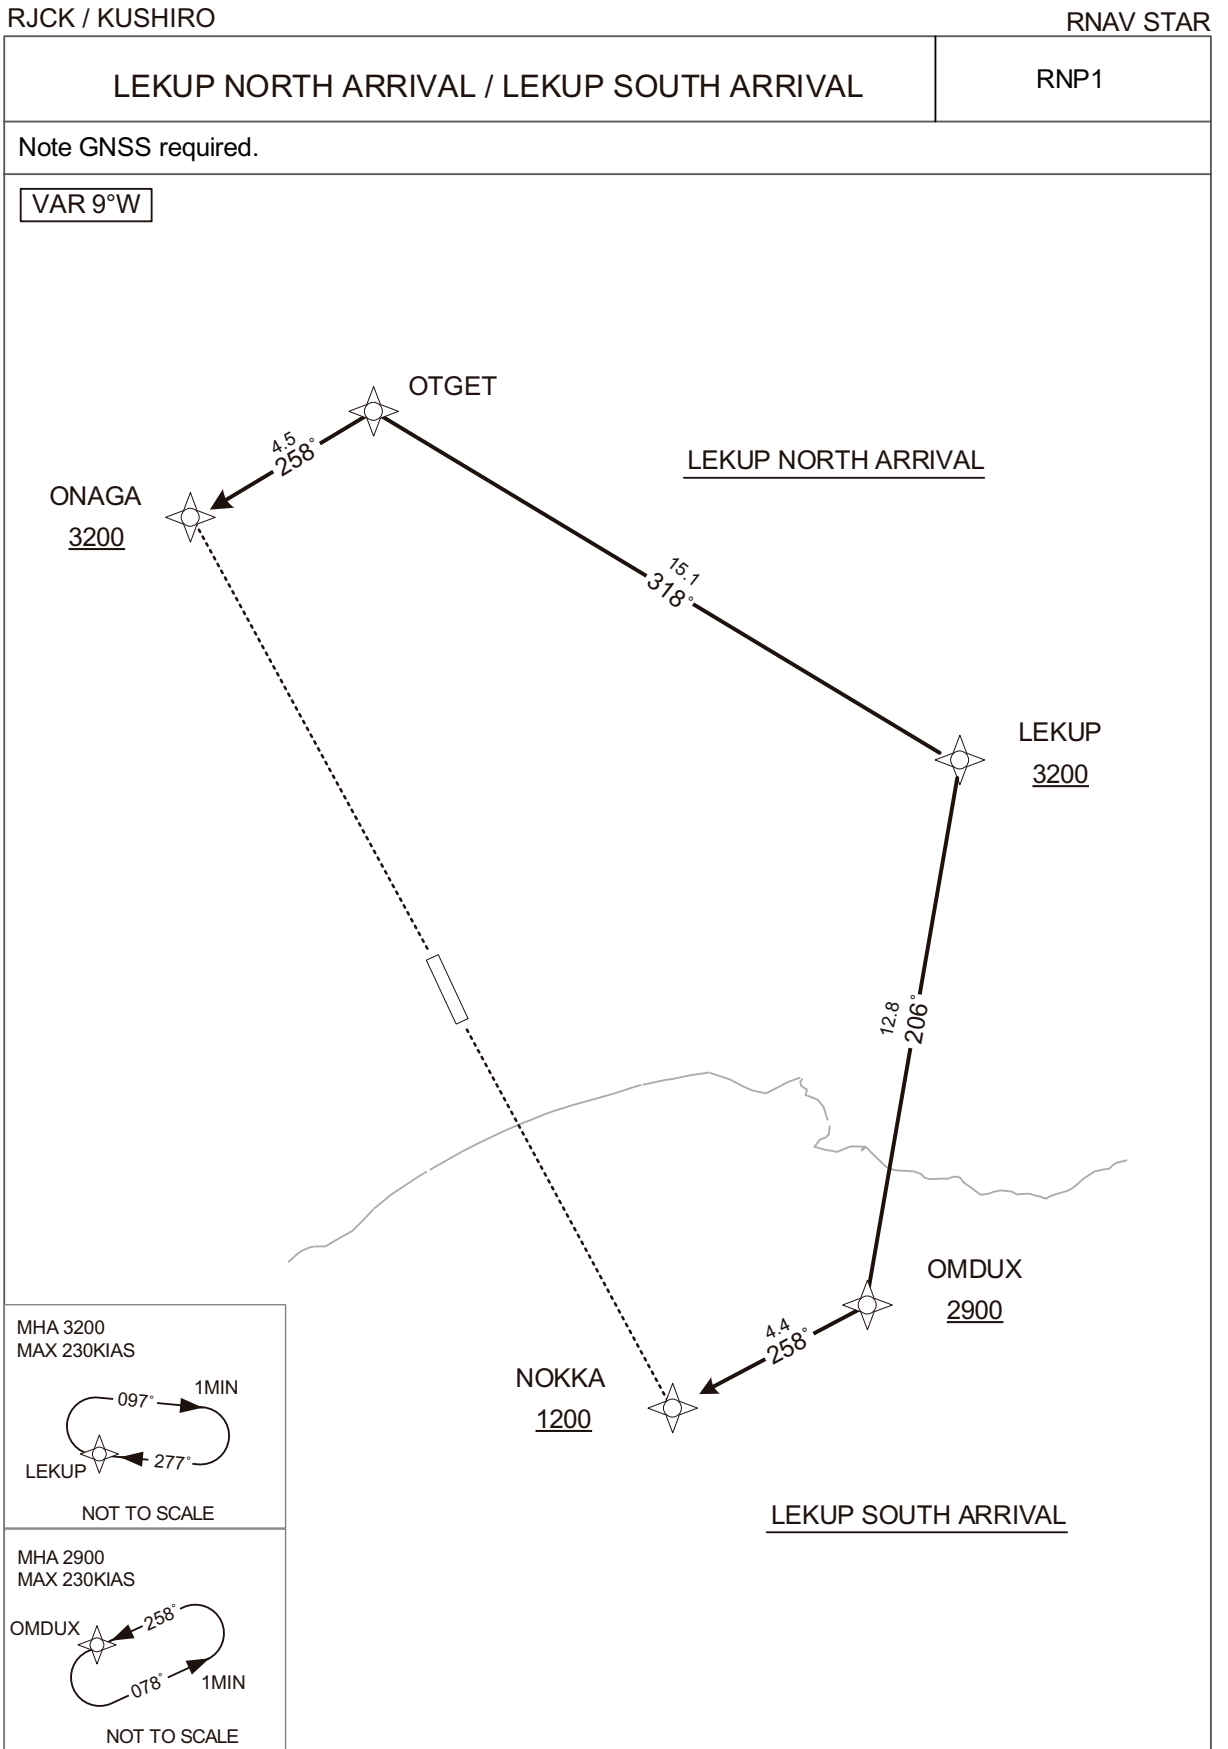 RJCK / KUSHIRO
RNAV STAR
LEKUP NORTH ARRIVAL / LEKUP SOUTH ARRIVAL
RNP1
Note GNSS required.
VAR 9°W
OTGET
4.5
258°
LEKUP NORTH ARRIVAL
ONAGA
3200
15.1
318°
LEKUP
3200
12.8
206°
OMDUX
2900
4.4
258°
NOKKA
1200
LEKUP SOUTH ARRIVAL
MHA 3200
MAX 230KIAS
097°
1MIN
277°
LEKUP
NOT TO SCALE
MHA 2900
MAX 230KIAS
OMDUX
258°
078°
1MIN
NOT TO SCALE